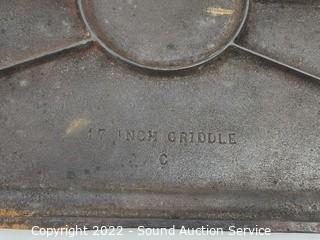 17 INCH GRIDDLE
C
Copyright 2022 - Sound Auction Service